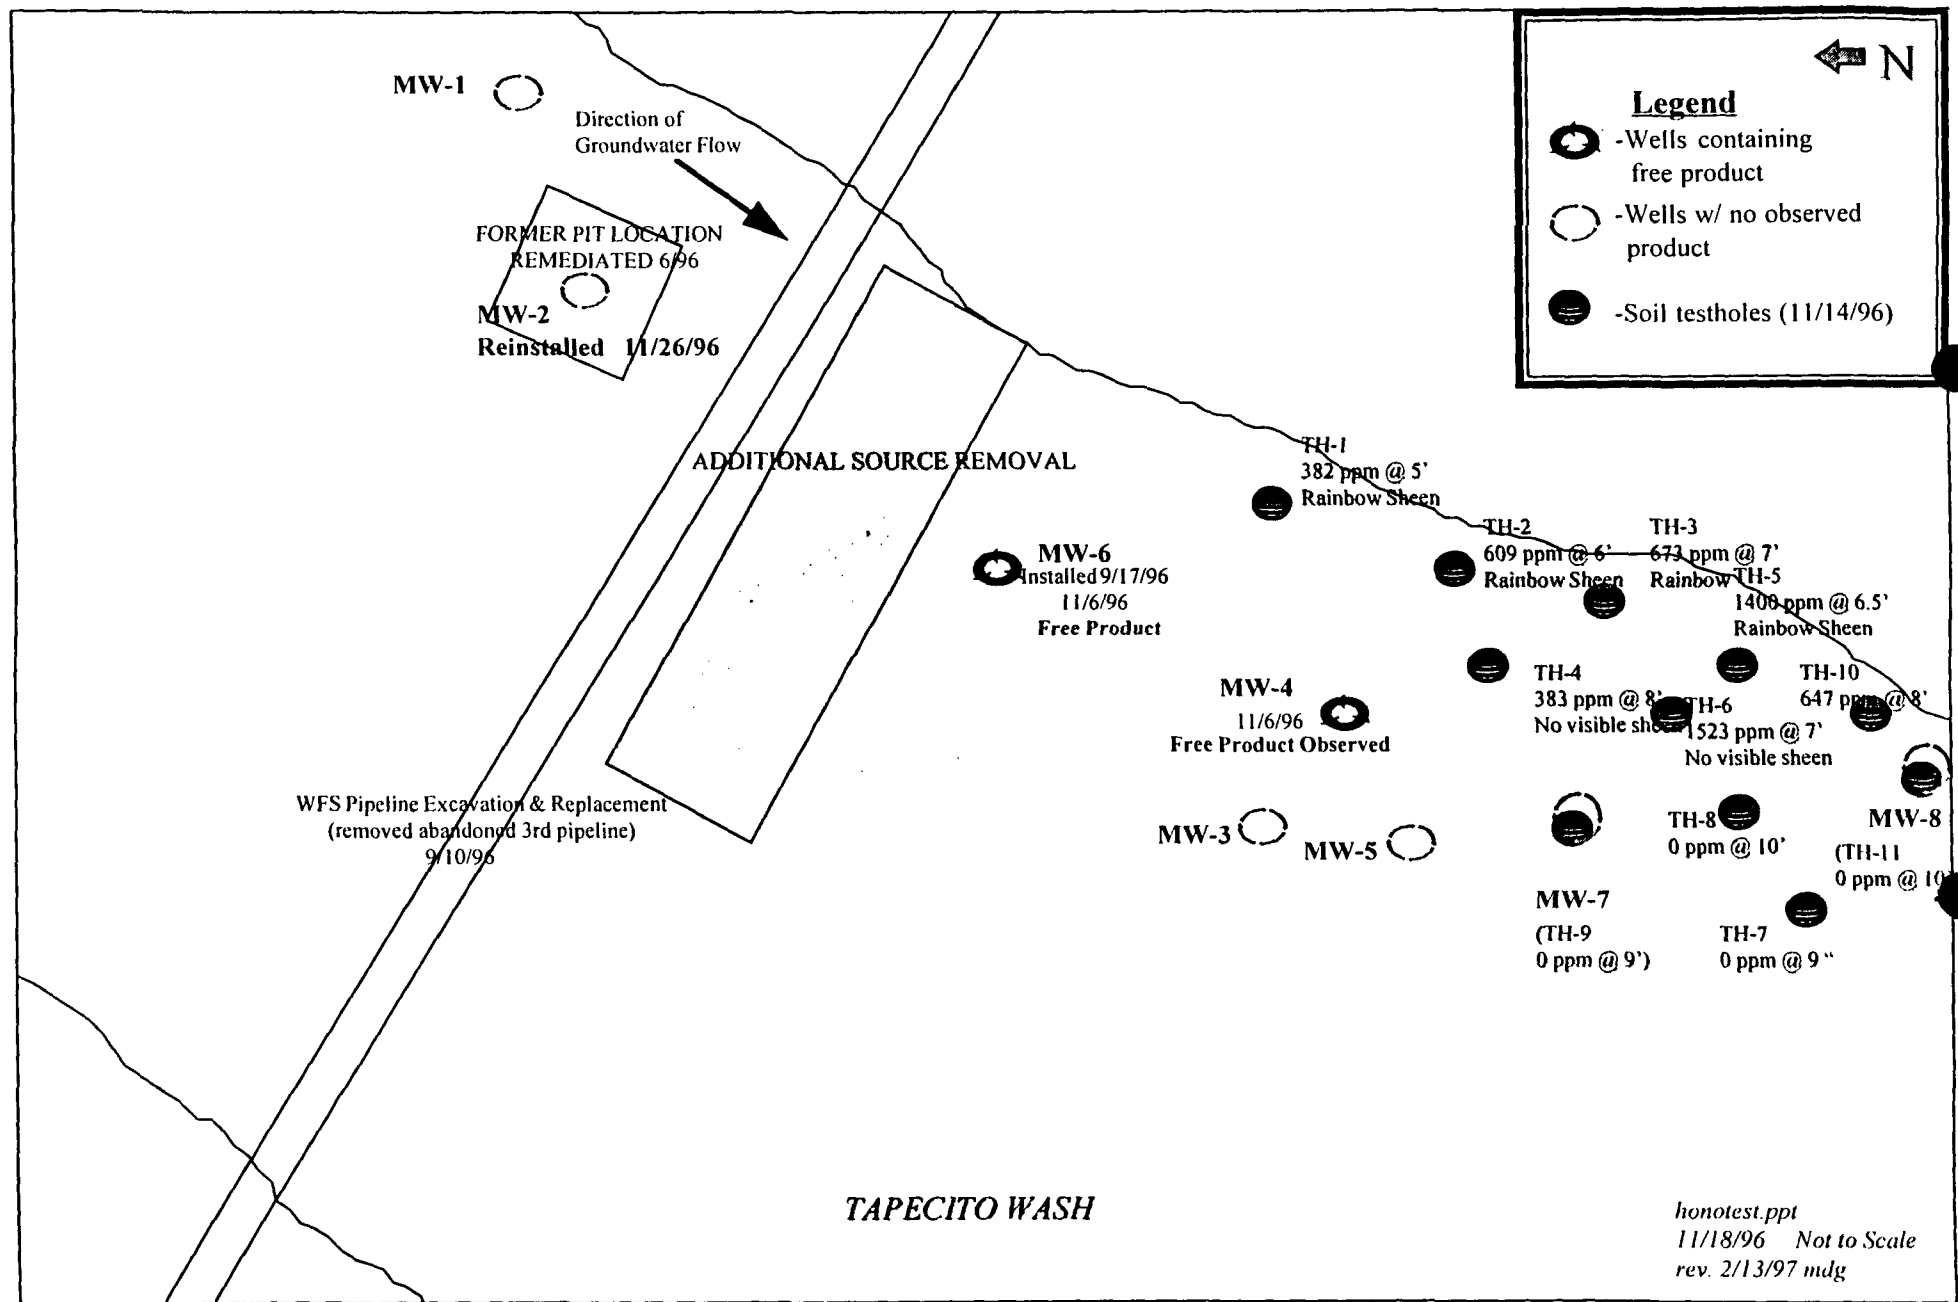 N
Legend
-Wells containing
free product
-Wells w/ no observed
product
-Soil testholes (11/14/96)
MW-1
Direction of
Groundwater Flow
FORMER PIT LOCATION
REMEDIATED 6/96
MW-2
Reinstalled 11/26/96
ADDITIONAL SOURCE REMOVAL
TH-1
382 ppm @ 5'
Rainbow Sheen
TH-2
609 ppm @ 6'
Rainbow Sheen
TH-3
673 ppm @ 7'
Rainbow
TH-5
1400 ppm @ 6.5'
Rainbow Sheen
MW-6
Installed 9/17/96
11/6/96
Free Product
MW-4
11/6/96
Free Product Observed
TH-4
383 ppm @ 8'
No visible sheen
TH-6
1523 ppm @ 7'
No visible sheen
TH-10
647 ppm @ 8'
WFS Pipeline Excavation & Replacement
(removed abandoned 3rd pipeline)
9/10/96
MW-3
MW-5
TH-8
0 ppm @ 10'
MW-8
(TH-11
0 ppm @ 10'
MW-7
(TH-9
0 ppm @ 9')
TH-7
0 ppm @ 9 “
TAPECITO WASH
honotest.ppt
11/18/96 Not to Scale
rev. 2/13/97 mdg